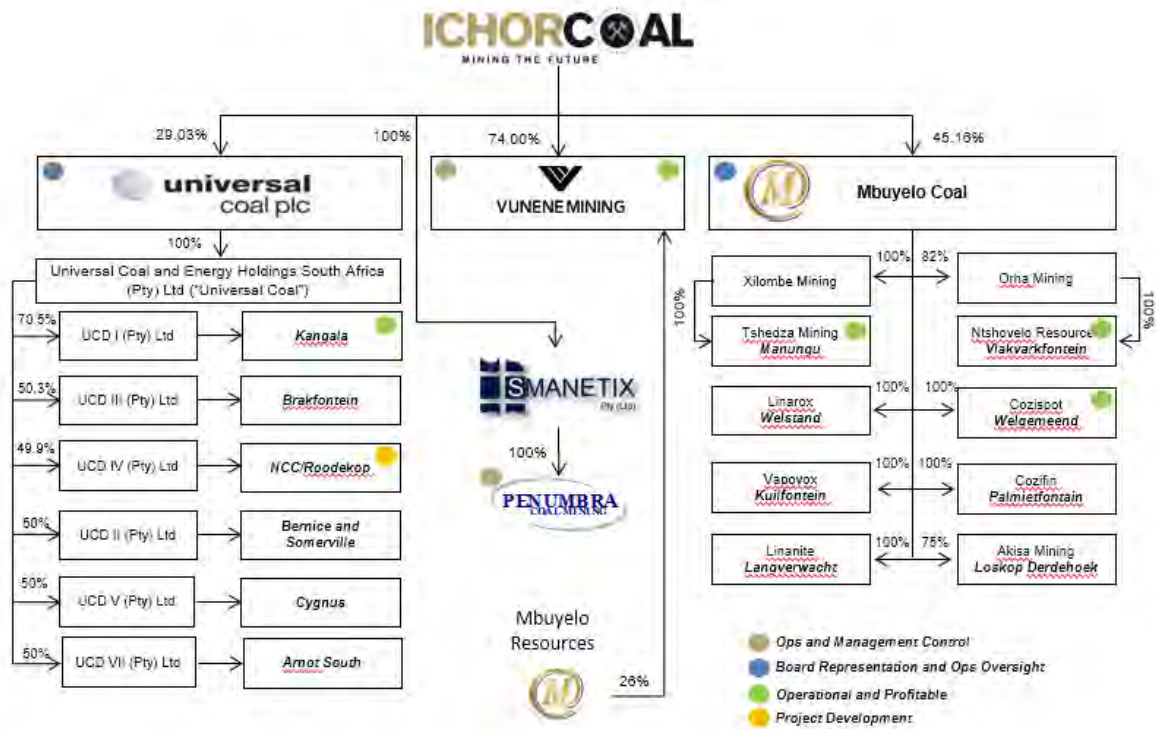 ICHORCOAL
MINING THE FUTURE
29.03%
100%
74.00%
45.16%
universal
coal plc
VUNENE MINING
Mbuyelo Coal
100%
Universal Coal and Energy Holdings South Africa
(Pty) Ltd ("Universal Coal")
70.5%
UCD I (Pty) Ltd
Kangala
50.3%
UCD III (Pty) Ltd
Brakfontein
49.9%
UCD IV (Pty) Ltd
NCC/Roodekop
50%
UCD II (Pty) Ltd
Bernice and
Somerville
50%
UCD V (Pty) Ltd
Cygnus
50%
UCD VII (Pty) Ltd
Arnot South
SMANETIX
Pty (Ltd)
100%
PENUMBRA
COAL MINING
Mbuyelo
Resources
M
26%
M
Xilombe Mining
100%
82%
Orha Mining
100%
100%
Tshedza Mining
Manungu
Ntshovelo Resource
Vlakvarkfontein
Linarox
Welstand
100%
100%
Cozispot
Welgemeend
Vapovox
Kuilfontein
100%
100%
Cozifin
Palmietfontain
Linanite
Langverwacht
100%
75%
Akisa Mining
Loskop Derdehoek
Ops and Management Control
Board Representation and Ops Oversight
Operational and Profitable
Project Development